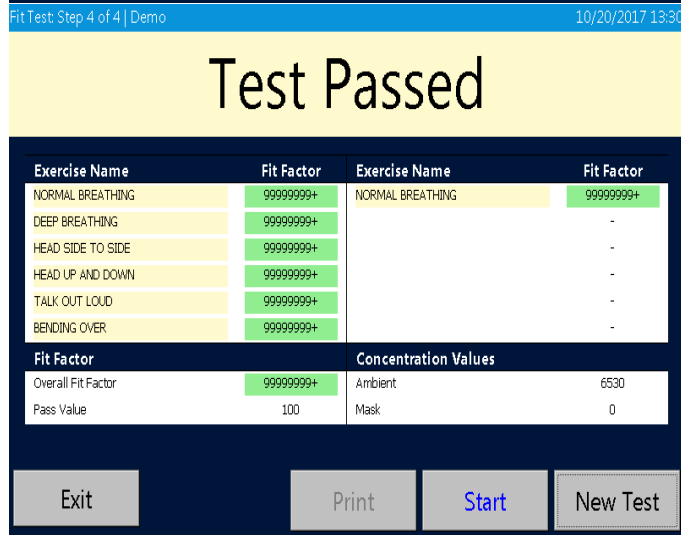 Fit Test: Step 4 of 4 | Demo 10/20/2017 13:30
Test Passed
Exercise Name Fit Factor Exercise Name Fit Factor
NORMAL BREATHING 99999999+ NORMAL BREATHING 99999999+
DEEP BREATHING 99999999+ -
HEAD SIDE TO SIDE 99999999+ -
HEAD UP AND DOWN 99999999+ -
TALK OUT LOUD 99999999+ -
BENDING OVER 99999999+ -
Fit Factor Concentration Values
Overall Fit Factor 99999999+ Ambient 6530
Pass Value 100 Mask 0
Exit Print Start New Test